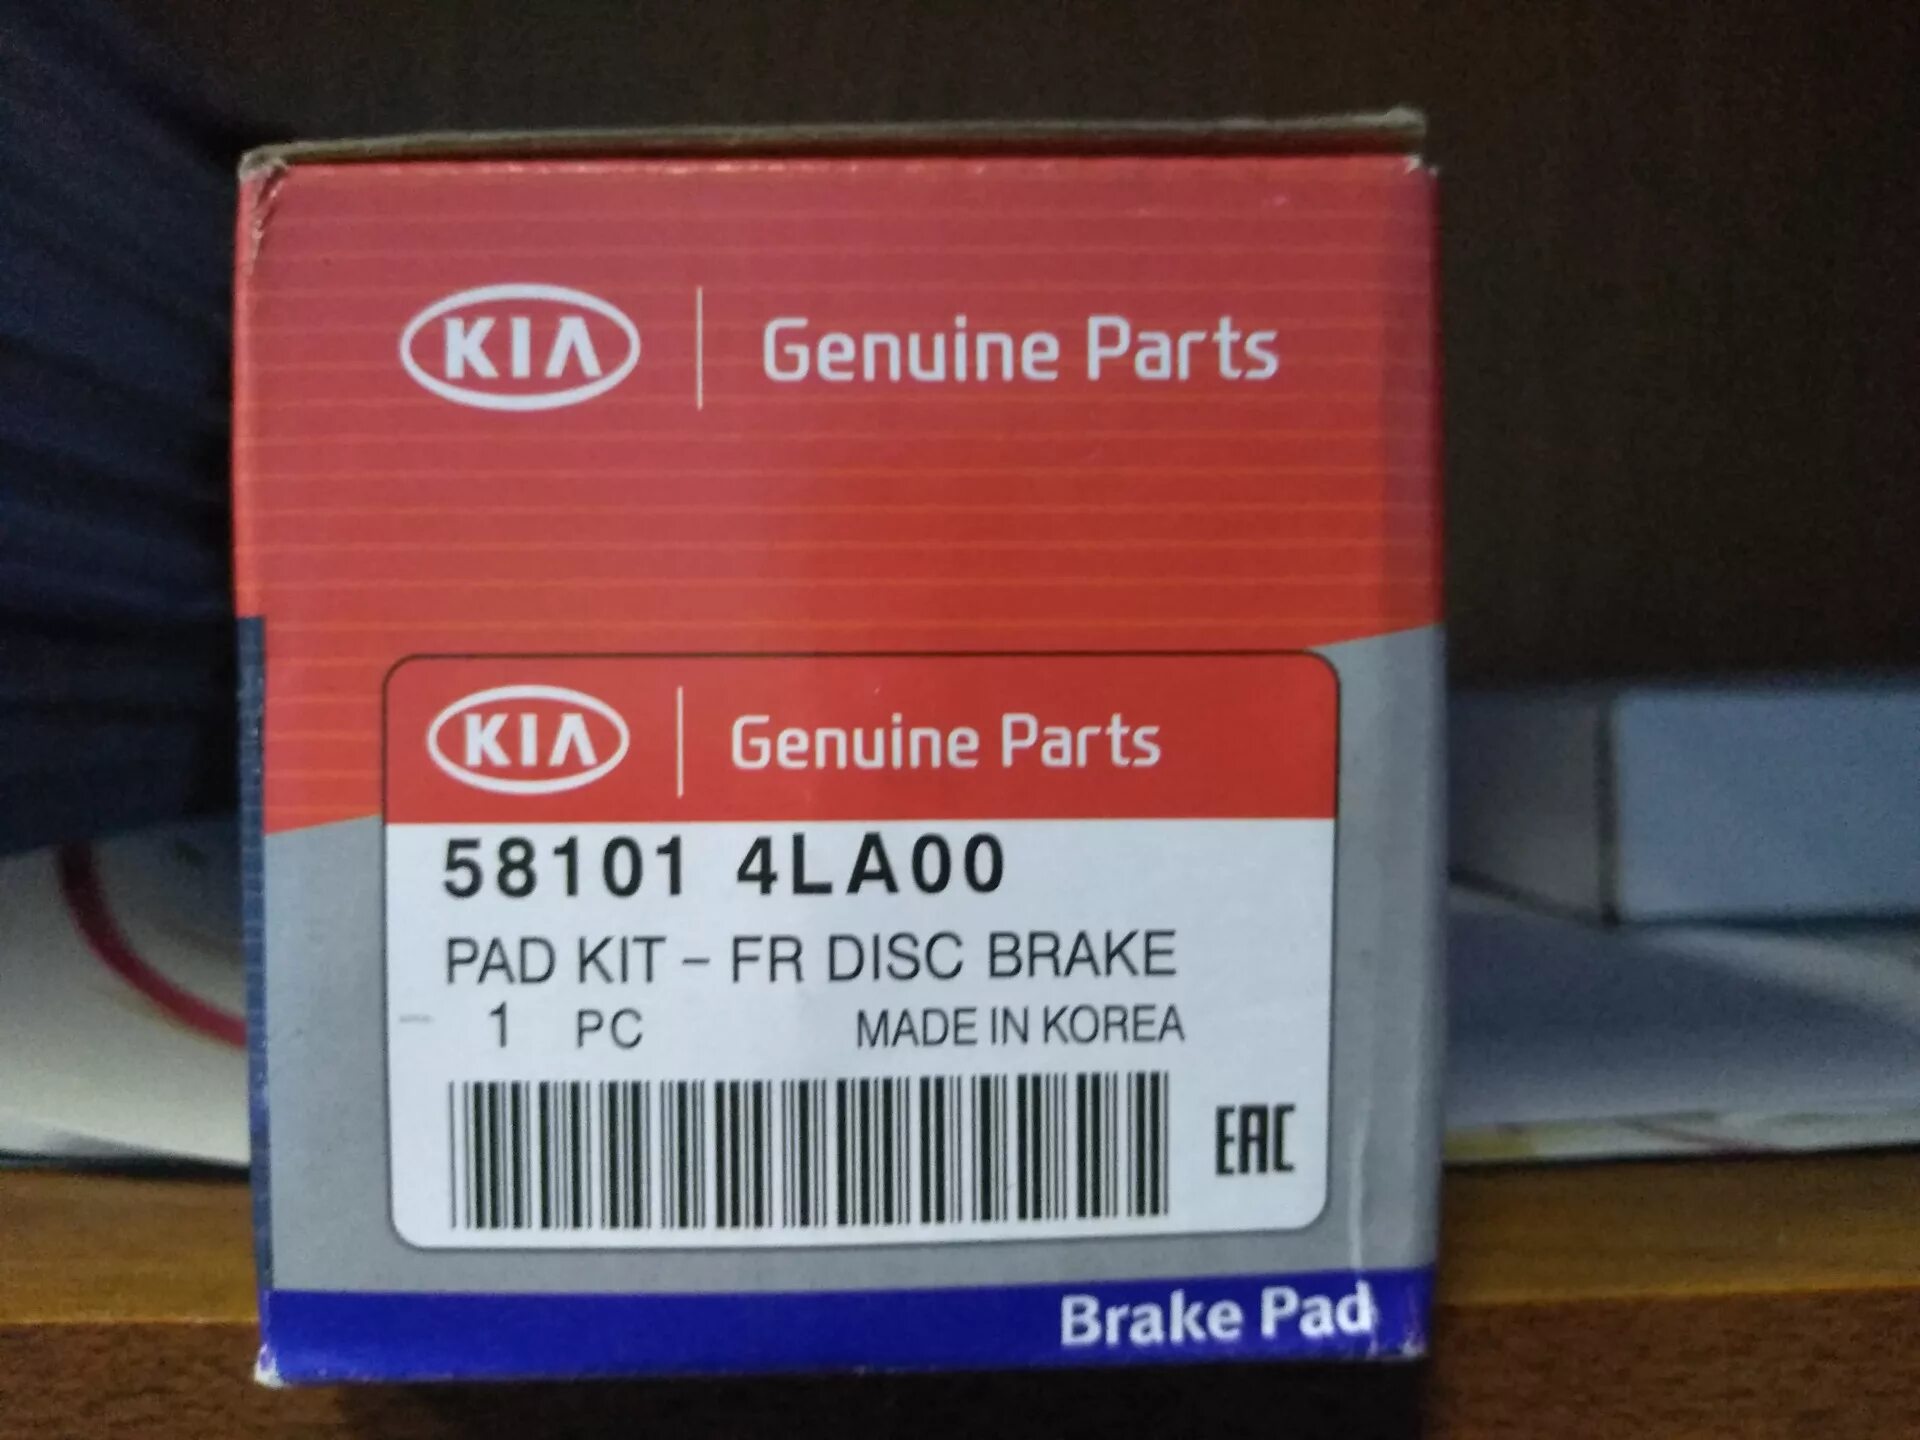 KIA Genuine Parts
KIA Genuine Parts
58101 4LA00
PAD KIT - FR DISC BRAKE
1 PC MADE IN KOREA
EAC
Brake Pad